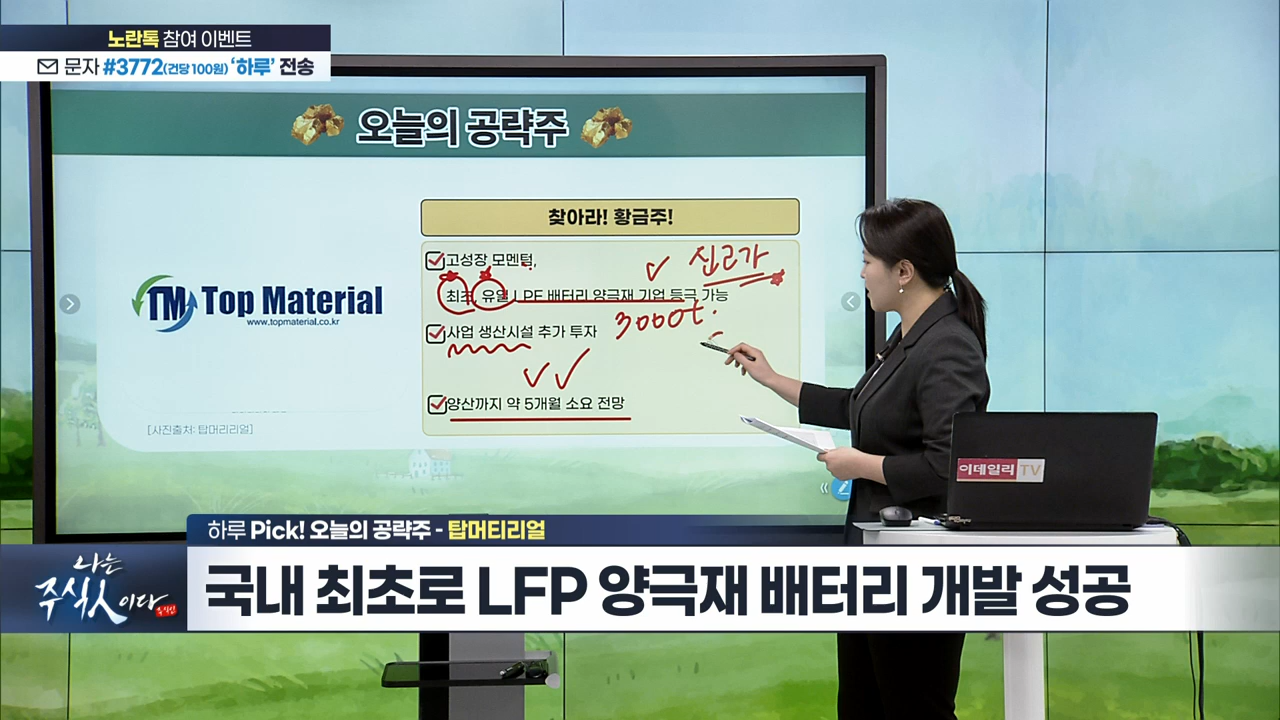 노란톡 참여 이벤트
문자 #3772(건당 100원) ‘하루’ 전송
오늘의 공략주
찾아라! 황금주!
고성장 모멘텀,
신고가
최초, 유일 LPF 배터리 양극재 기업 등극 가능
3000t.
사업 생산시설 추가 투자
양산까지 약 5개월 소요 전망
TM Top Material
www.topmaterial.co.kr
[사진출처: 탑머리리얼]
이데일리TV
하루 Pick! 오늘의 공략주 - 탑머티리얼
나는
주식人이다
국내 최초로 LFP 양극재 배터리 개발 성공